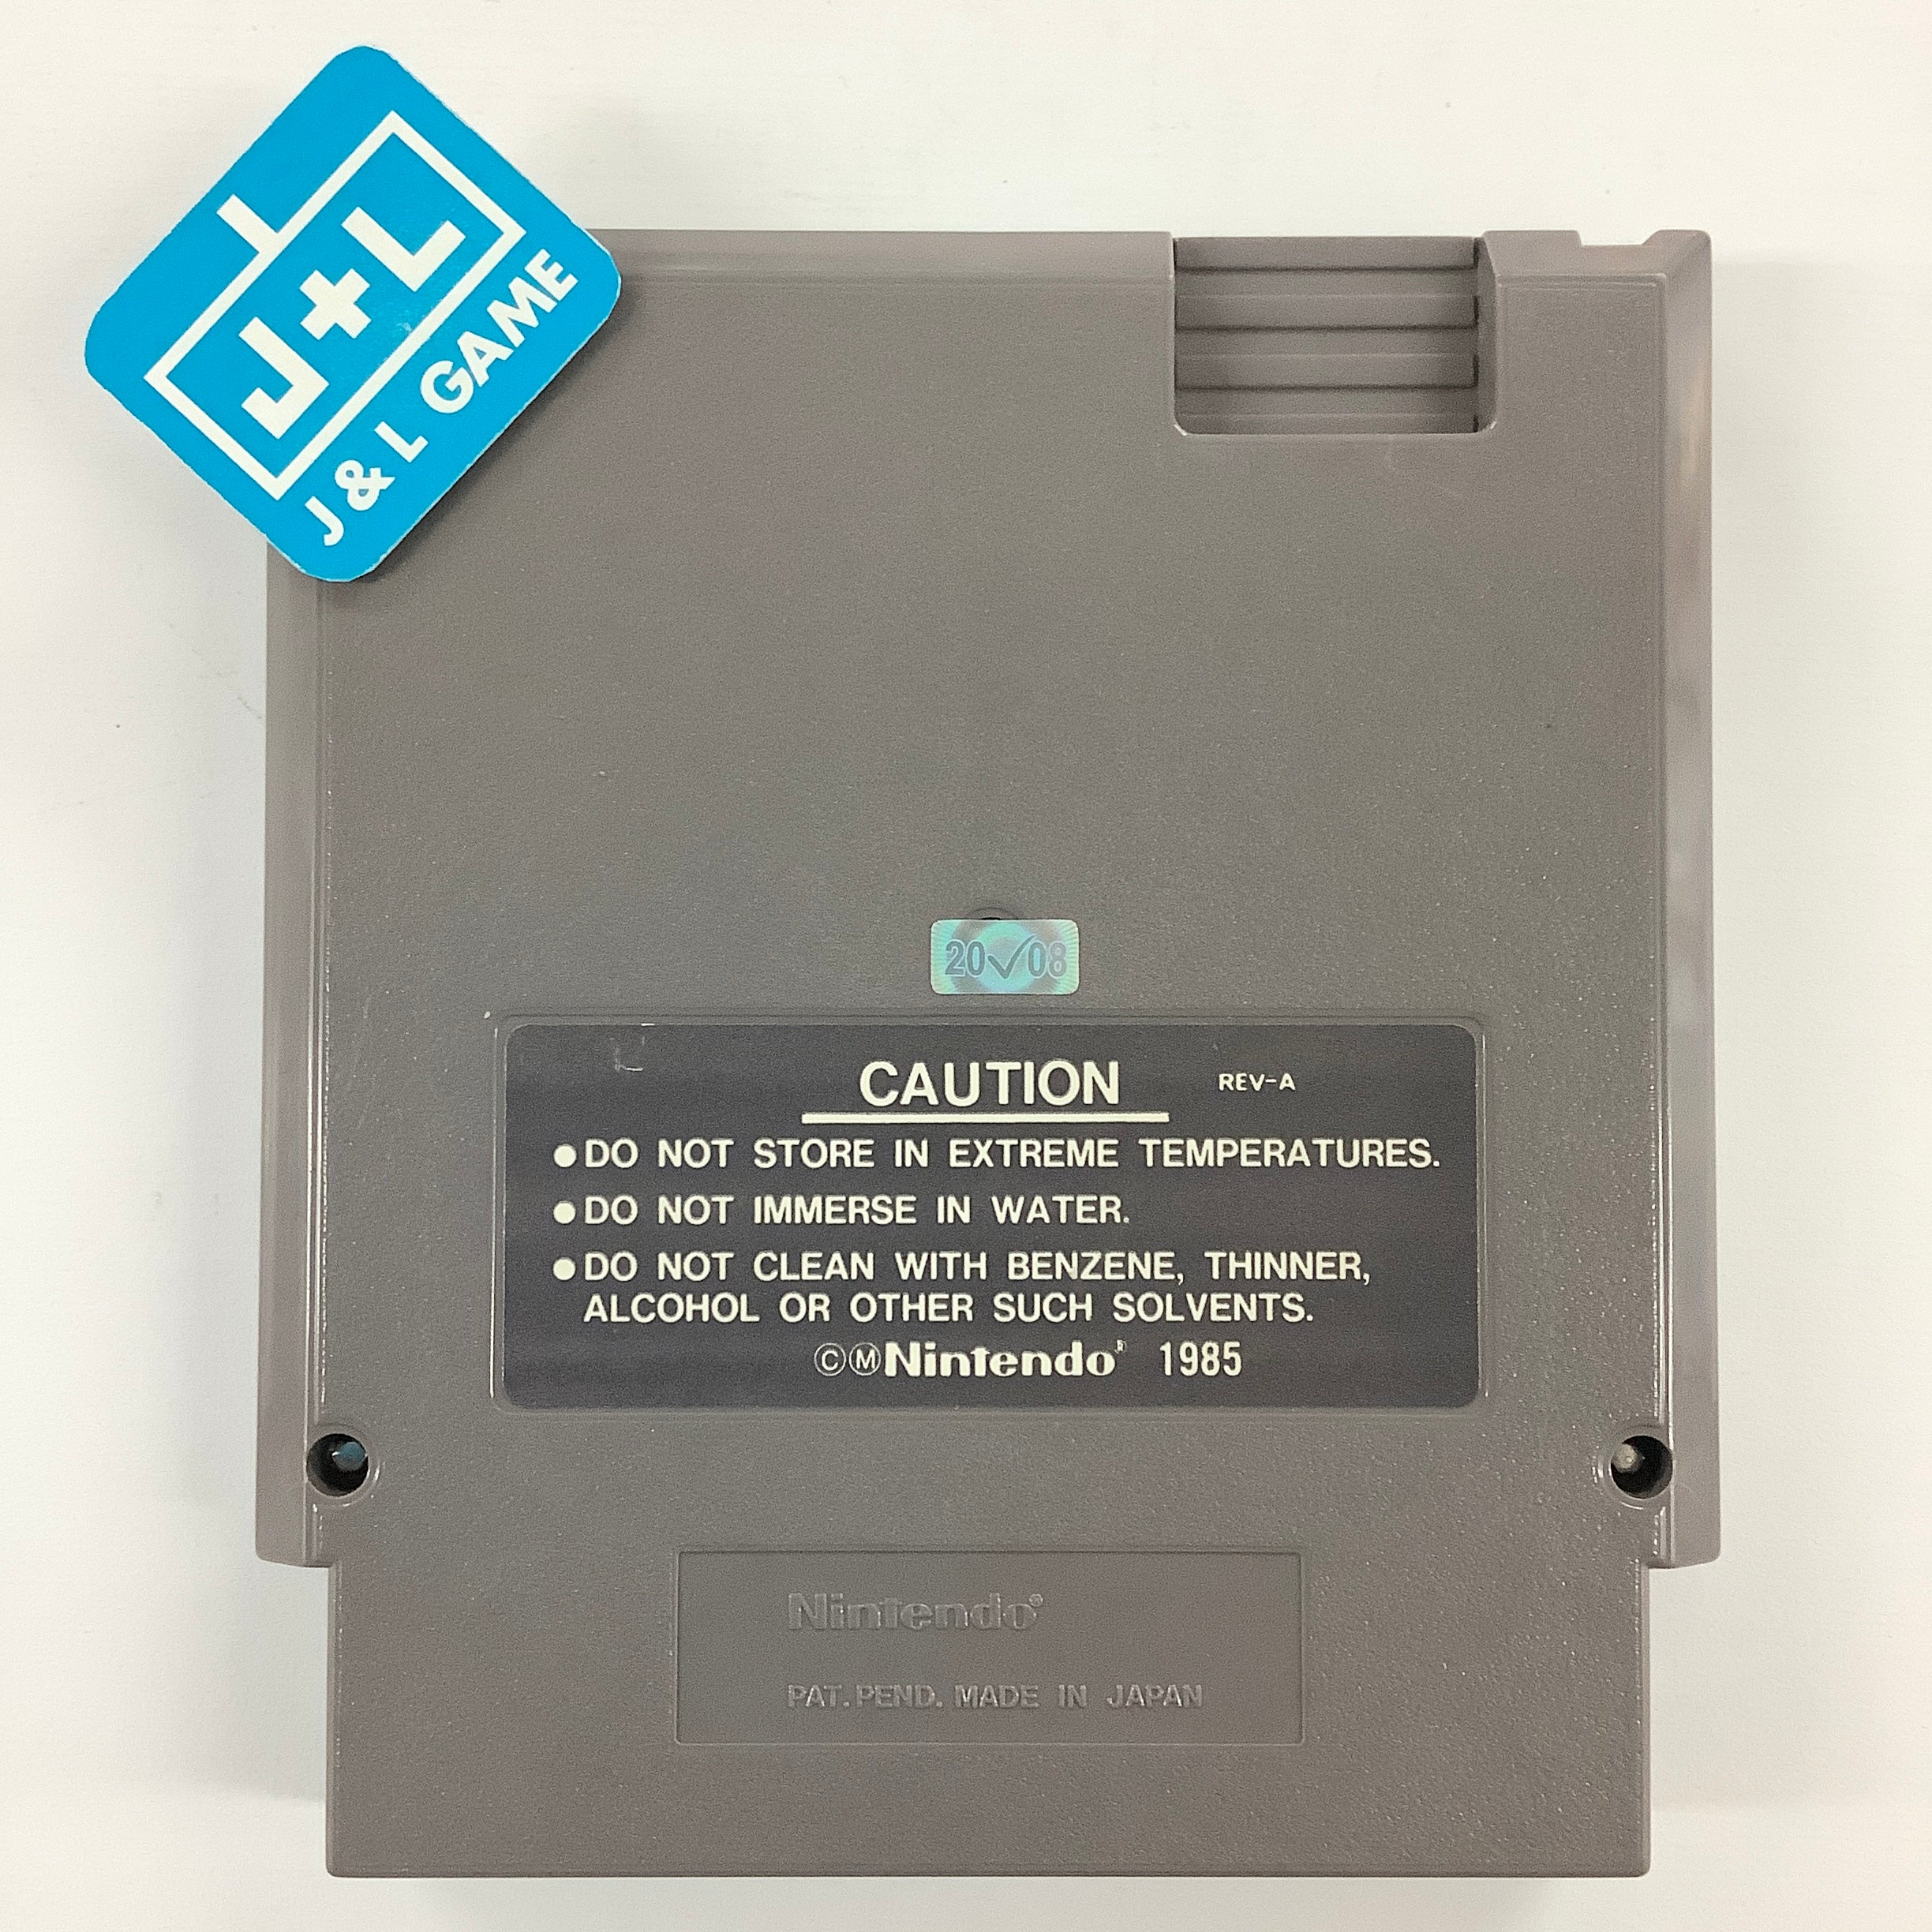 J+L
J & L GAME
20✓08
CAUTION REV-A
●DO NOT STORE IN EXTREME TEMPERATURES.
●DO NOT IMMERSE IN WATER.
●DO NOT CLEAN WITH BENZENE, THINNER,
ALCOHOL OR OTHER SUCH SOLVENTS.
©ⓂNintendo® 1985
Nintendo®
PAT. PEND. MADE IN JAPAN